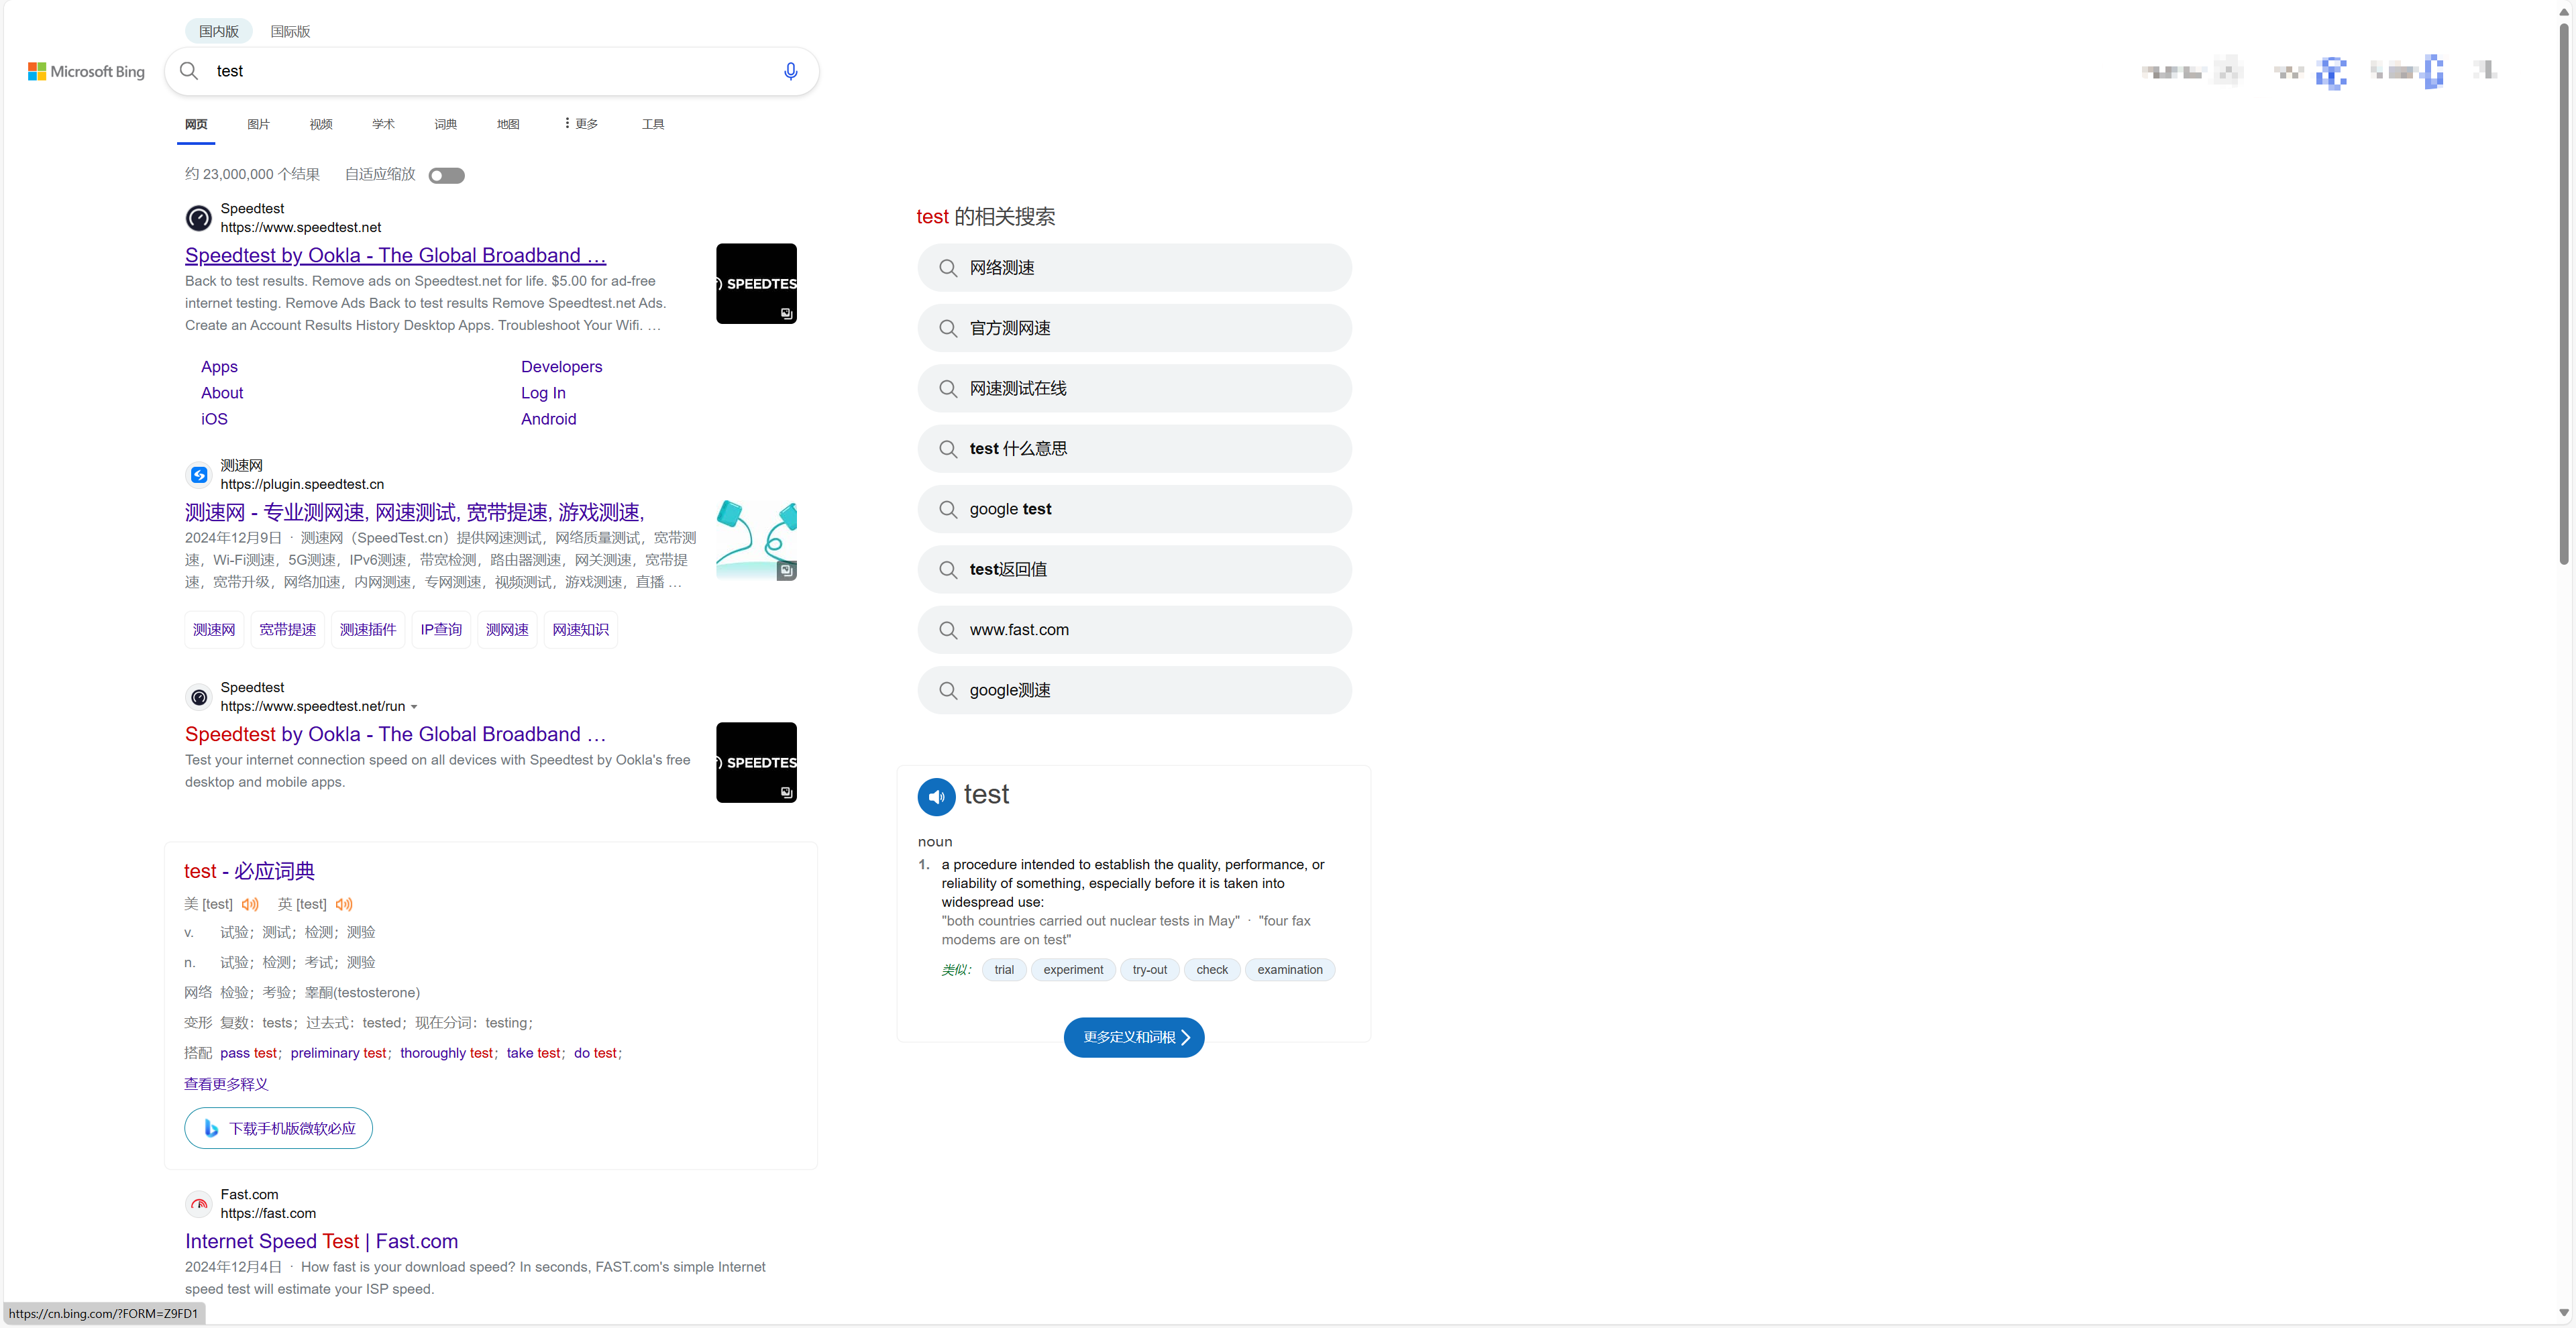 国内版 国际版
Microsoft Bing
test
网页 图片 视频 学术 词典 地图 更多 工具
约 23,000,000 个结果 自适应缩放
Speedtest
https://www.speedtest.net
Speedtest by Ookla - The Global Broadband …
Back to test results. Remove ads on Speedtest.net for life. $5.00 for ad-free
internet testing. Remove Ads Back to test results Remove Speedtest.net Ads.
Create an Account Results History Desktop Apps. Troubleshoot Your Wifi. …
SPEEDTES
Apps Developers
About Log In
iOS Android
测速网
https://plugin.speedtest.cn
测速网 - 专业测网速, 网速测试, 宽带提速, 游戏测速,
2024年12月9日 · 测速网（SpeedTest.cn）提供网速测试，网络质量测试，宽带测
速，Wi-Fi测速，5G测速，IPv6测速，带宽检测，路由器测速，网关测速，宽带提
速，宽带升级，网络加速，内网测速，专网测速，视频测试，游戏测速，直播 …
测速网 宽带提速 测速插件 IP查询 测网速 网速知识
Speedtest
https://www.speedtest.net/run
Speedtest by Ookla - The Global Broadband …
Test your internet connection speed on all devices with Speedtest by Ookla's free
desktop and mobile apps.
SPEEDTES
test - 必应词典
美 [test] 英 [test]
v. 试验；测试；检测；测验
n. 试验；检测；考试；测验
网络 检验；考验；睾酮(testosterone)
变形 复数：tests；过去式：tested；现在分词：testing；
搭配 pass test；preliminary test；thoroughly test；take test；do test；
查看更多释义
下载手机版微软必应
Fast.com
https://fast.com
Internet Speed Test | Fast.com
2024年12月4日 · How fast is your download speed? In seconds, FAST.com's simple Internet
speed test will estimate your ISP speed.
https://cn.bing.com/?FORM=Z9FD1
test 的相关搜索
网络测速
官方测网速
网速测试在线
test 什么意思
google test
test返回值
www.fast.com
google测速
test
noun
1. a procedure intended to establish the quality, performance, or
reliability of something, especially before it is taken into
widespread use:
"both countries carried out nuclear tests in May" · "four fax
modems are on test"
类似: trial experiment try-out check examination
更多定义和词根